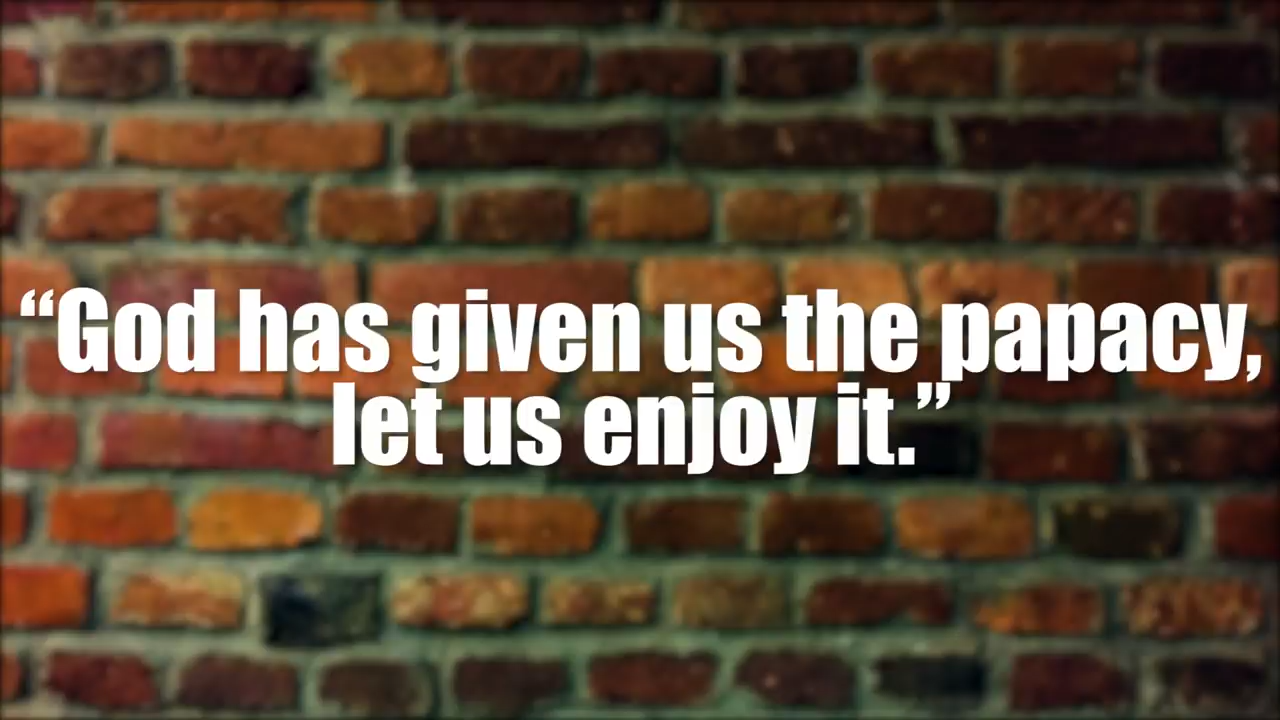 “God has given us the papacy,
let us enjoy it.”